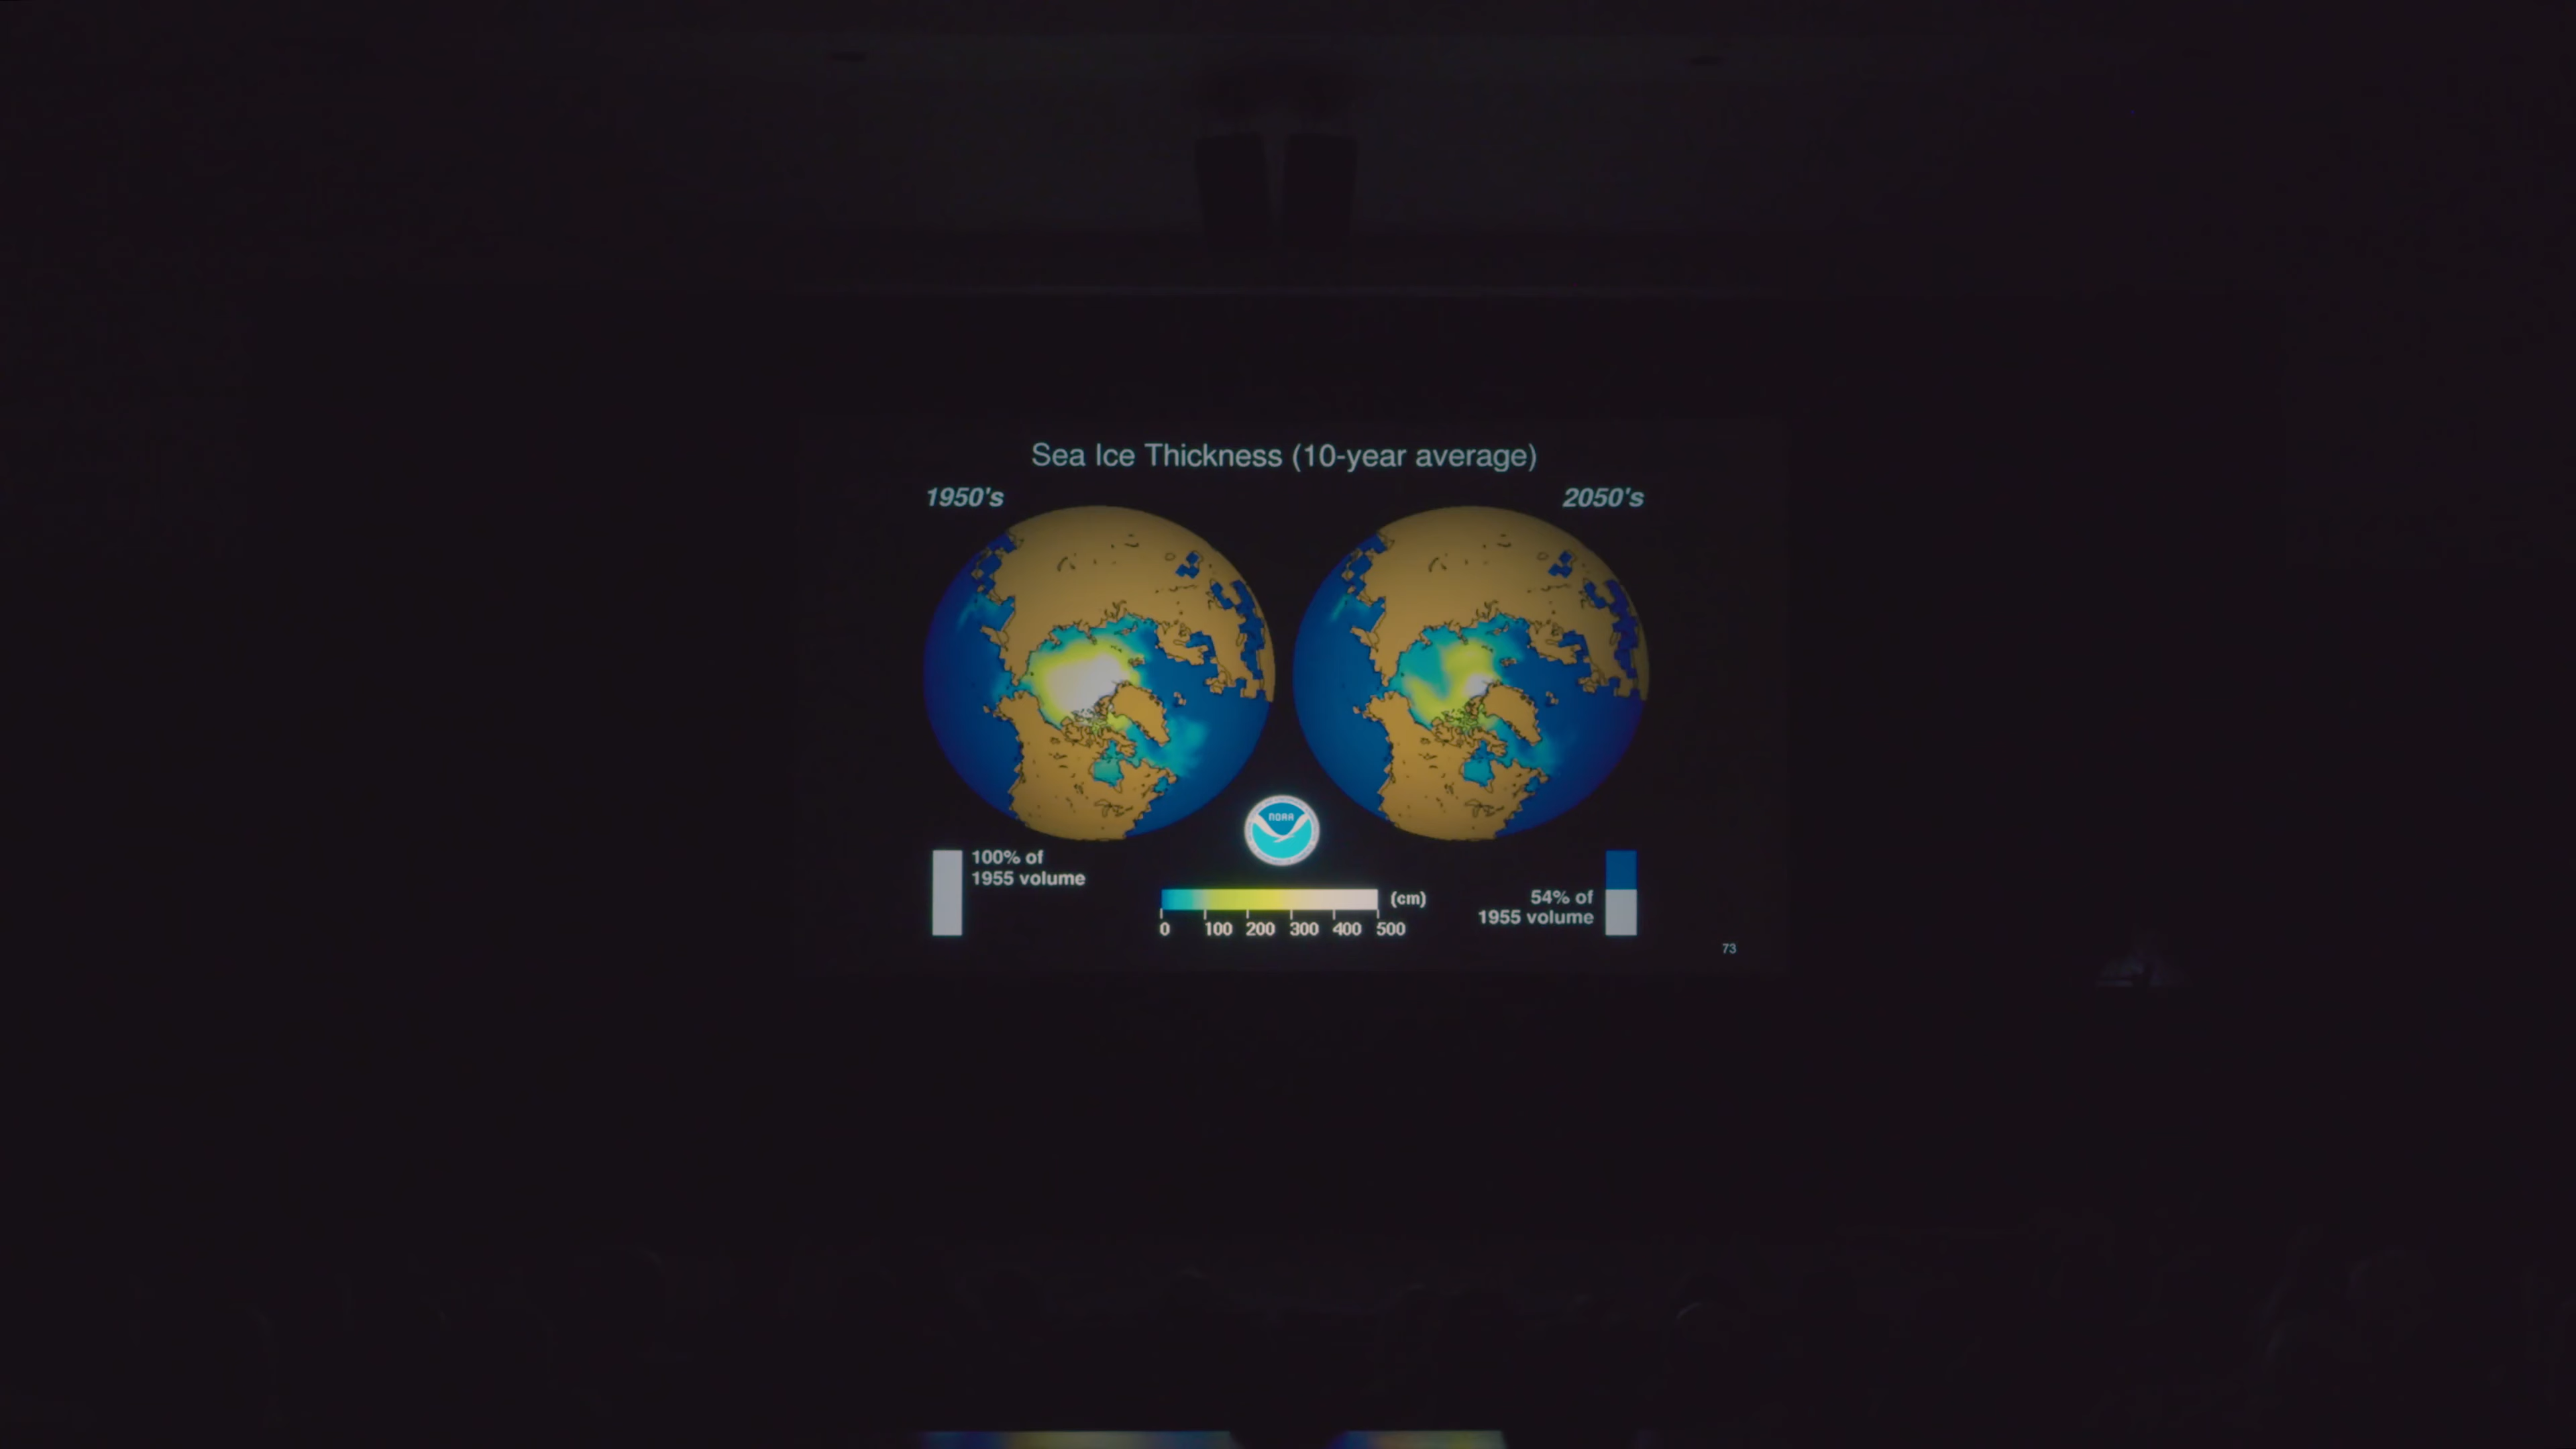 Sea Ice Thickness (10-year average)
1950's
2050's
NOAA
100% of
1955 volume
(cm)
0 100 200 300 400 500
54% of
1955 volume
73